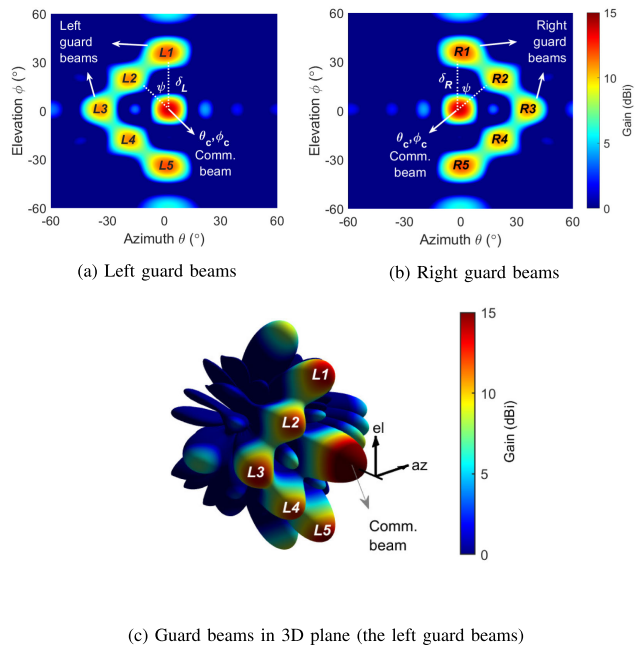 60
30
0
-30
-60
Elevation ϕ (°)
Left
guard
beams
L1
L2
L3
L4
L5
ψ
δL
θc,ϕc
Comm.
beam
-60 -30 0 30 60
Azimuth θ (°)
(a) Left guard beams
60
30
0
-30
-60
Elevation ϕ (°)
Right
guard
beams
R1
R2
R3
R4
R5
δR
ψ
θc,ϕc
Comm.
beam
-60 -30 0 30 60
Azimuth θ (°)
(b) Right guard beams
15
10
5
0
Gain (dBi)
L1
L2
L3
L4
L5
el
az
Comm.
beam
15
10
5
0
Gain (dBi)
(c) Guard beams in 3D plane (the left guard beams)